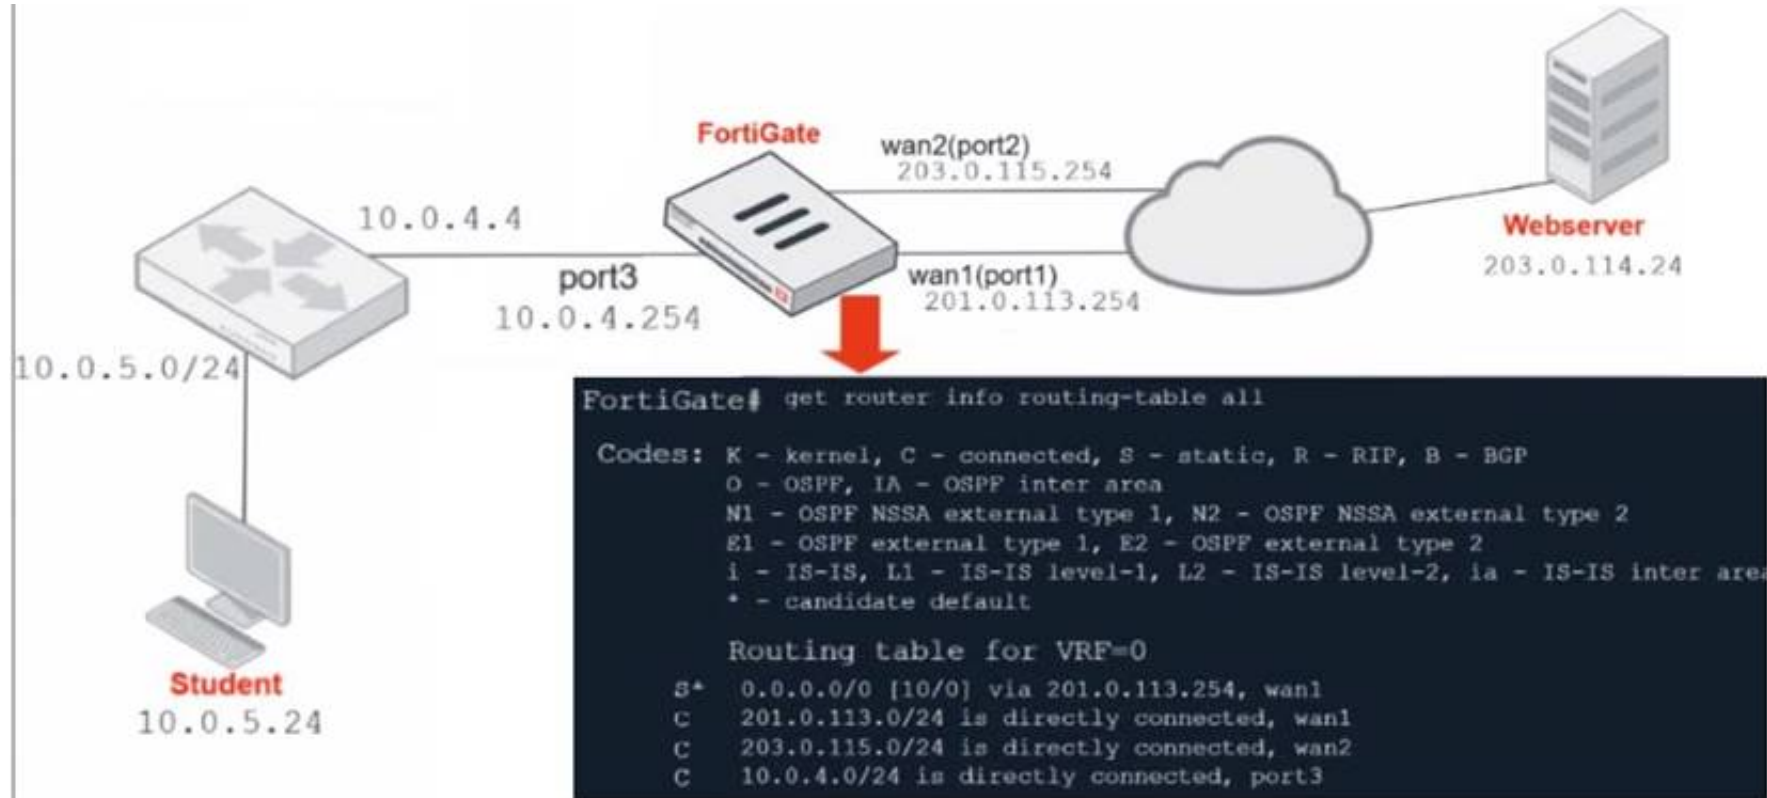 FortiGate
wan2(port2)
203.0.115.254
10.0.4.4
Webserver
203.0.114.24
port3
10.0.4.254
wan1(port1)
201.0.113.254
10.0.5.0/24
Student
10.0.5.24
FortiGate# get router info routing-table all
Codes: K - kernel, C - connected, S - static, R - RIP, B - BGP
O - OSPF, IA - OSPF inter area
N1 - OSPF NSSA external type 1, N2 - OSPF NSSA external type 2
E1 - OSPF external type 1, E2 - OSPF external type 2
i - IS-IS, L1 - IS-IS level-1, L2 - IS-IS level-2, ia - IS-IS inter area
* - candidate default
Routing table for VRF=0
S* 0.0.0.0/0 [10/0] via 201.0.113.254, wan1
C 201.0.113.0/24 is directly connected, wan1
C 203.0.115.0/24 is directly connected, wan2
C 10.0.4.0/24 is directly connected, port3